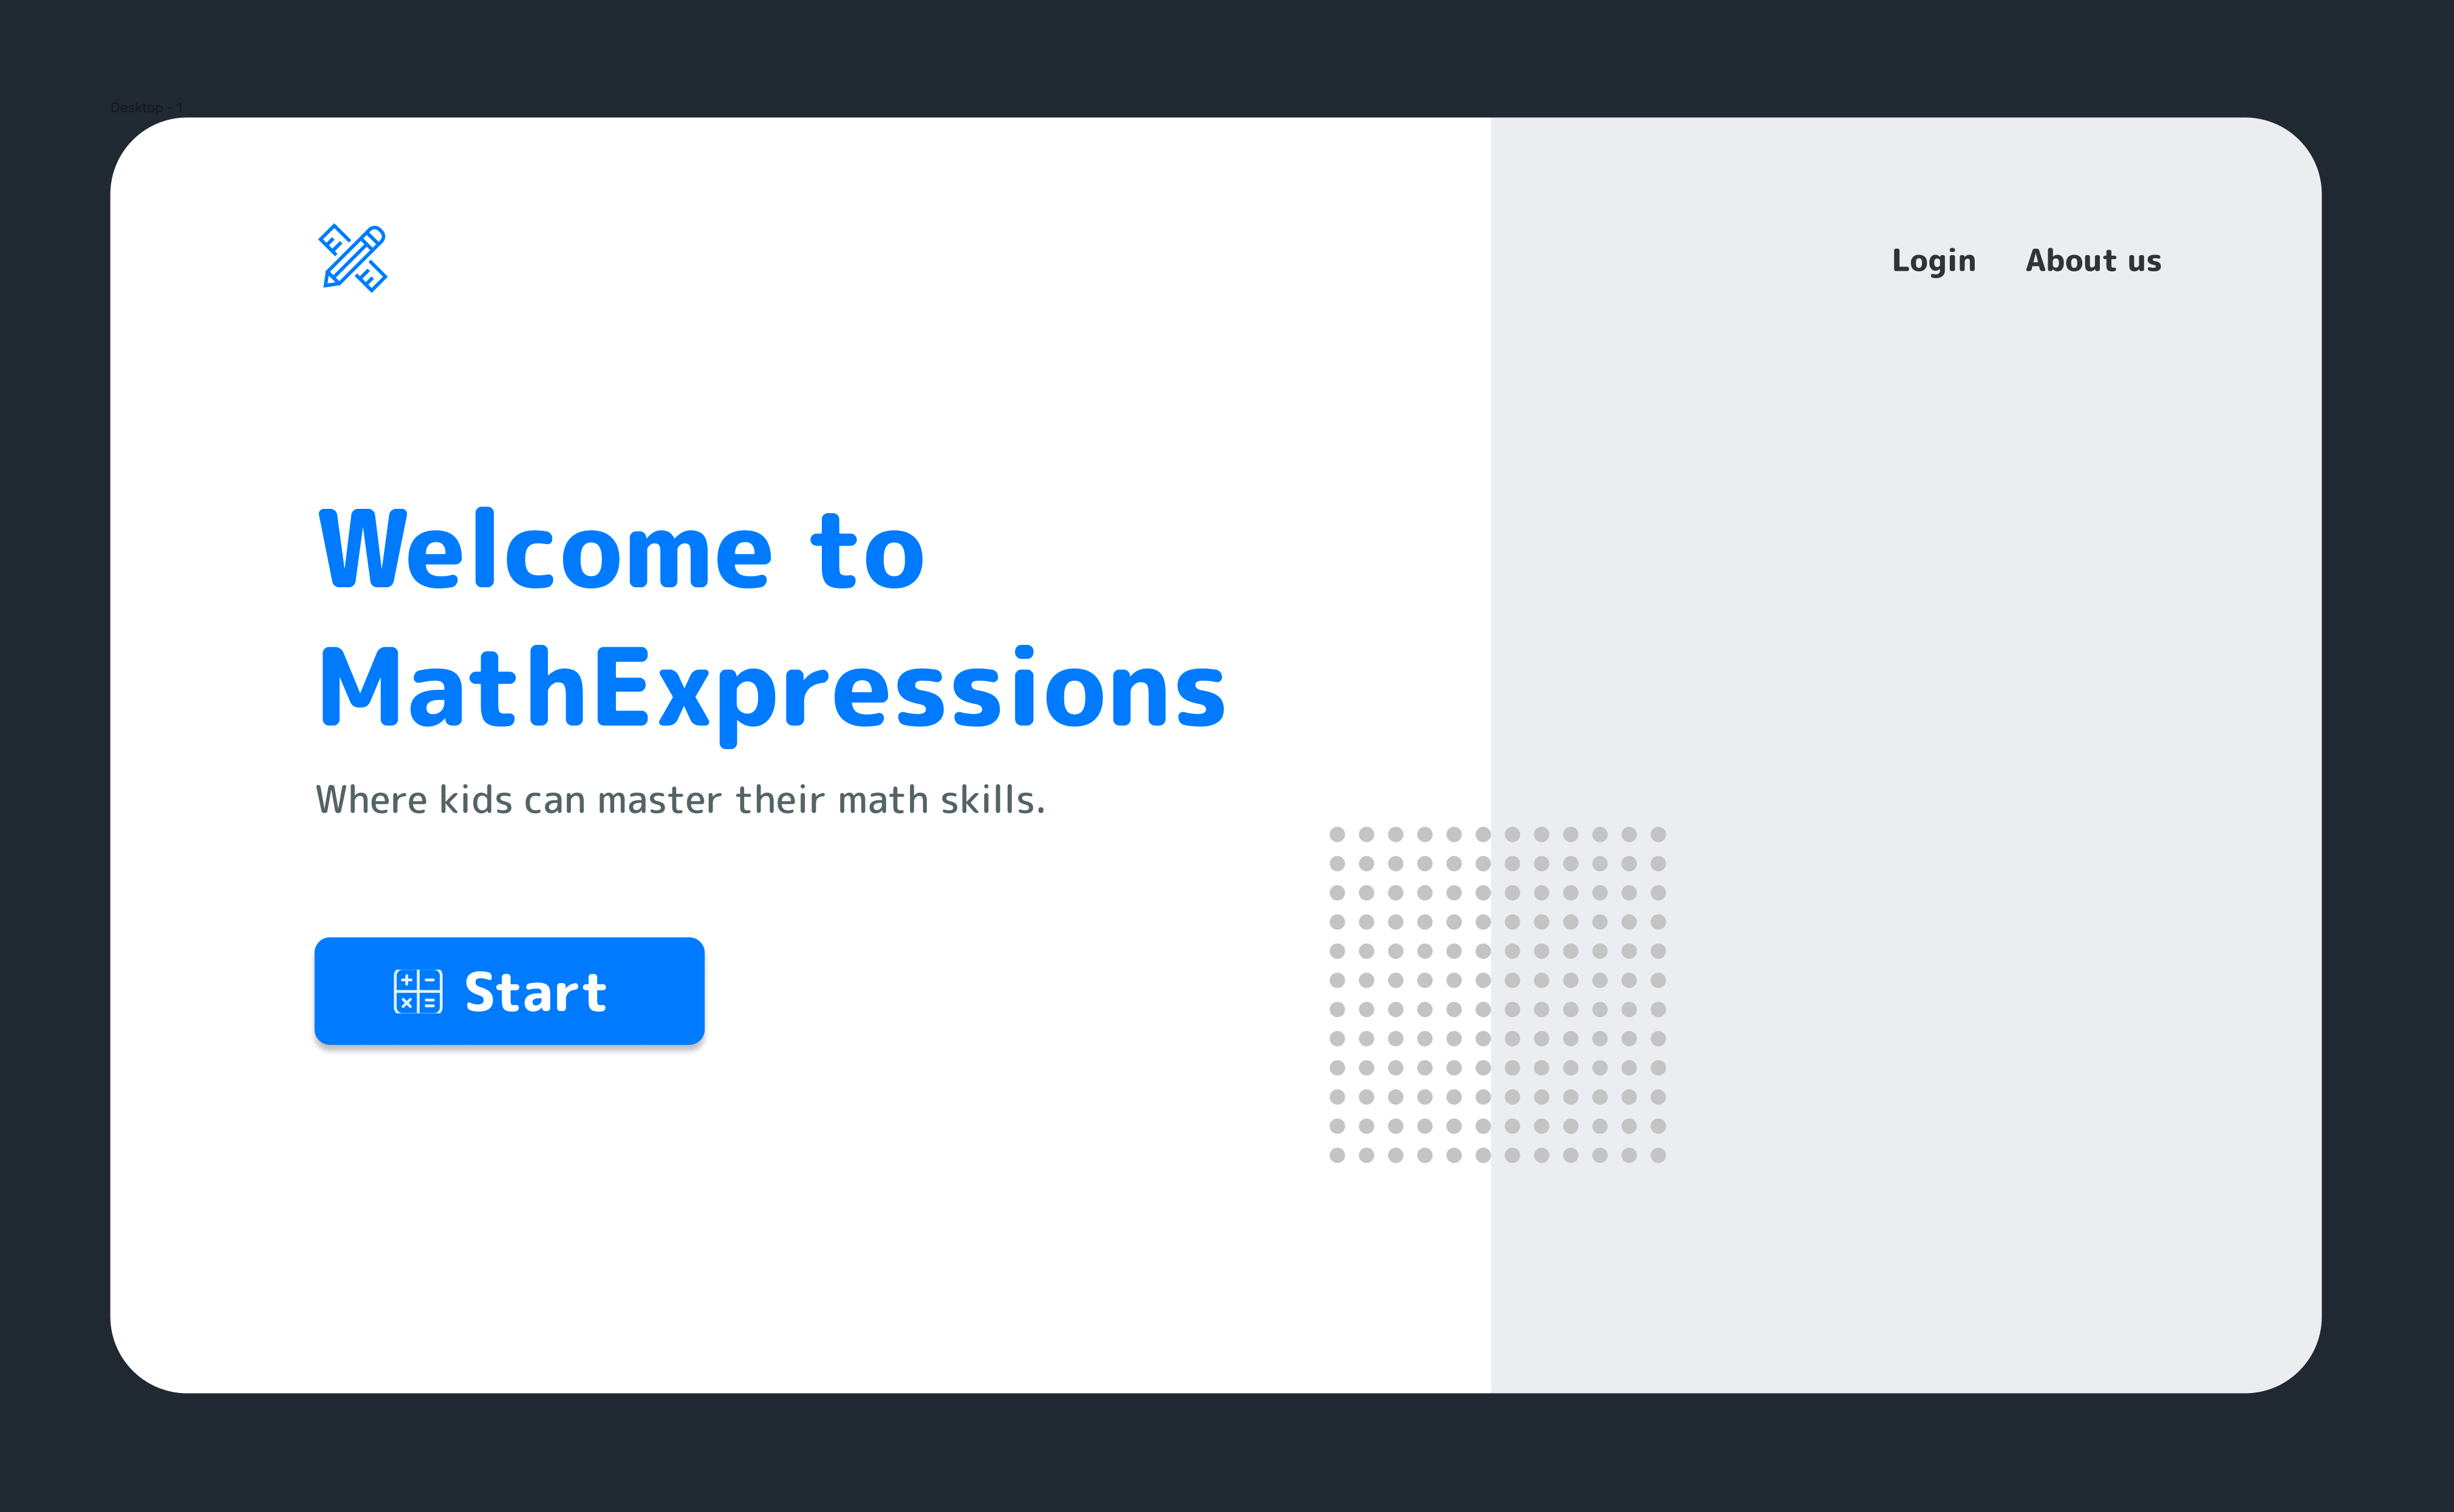 Desktop - 1
Login
About us
Welcome to
MathExpressions
Where kids can master their math skills.
Start